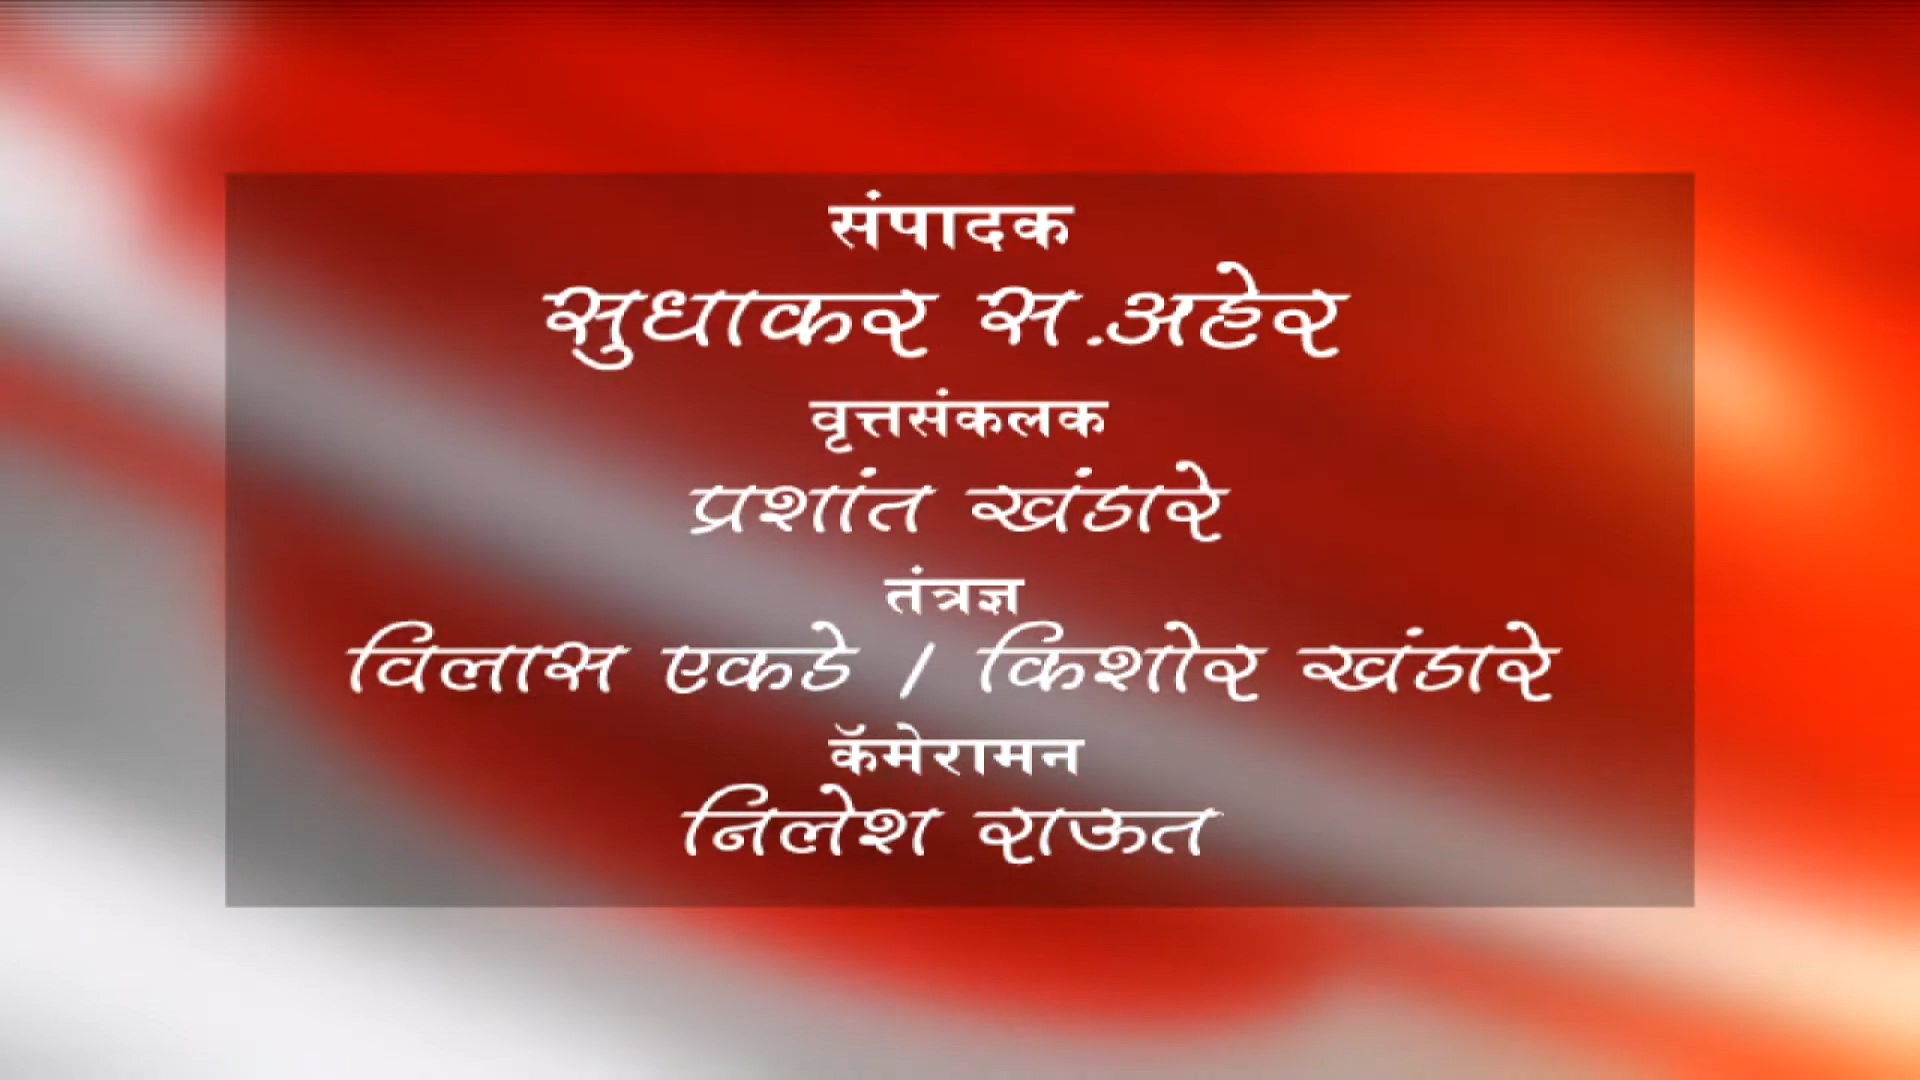 संपादक
सुधाकर स.अहेर
वृत्तसंकलक
प्रशांत खंडारे
तंत्रज्ञ
विलास एकडे / किशोर खंडारे
कॅमेरामन
निलेश राऊत